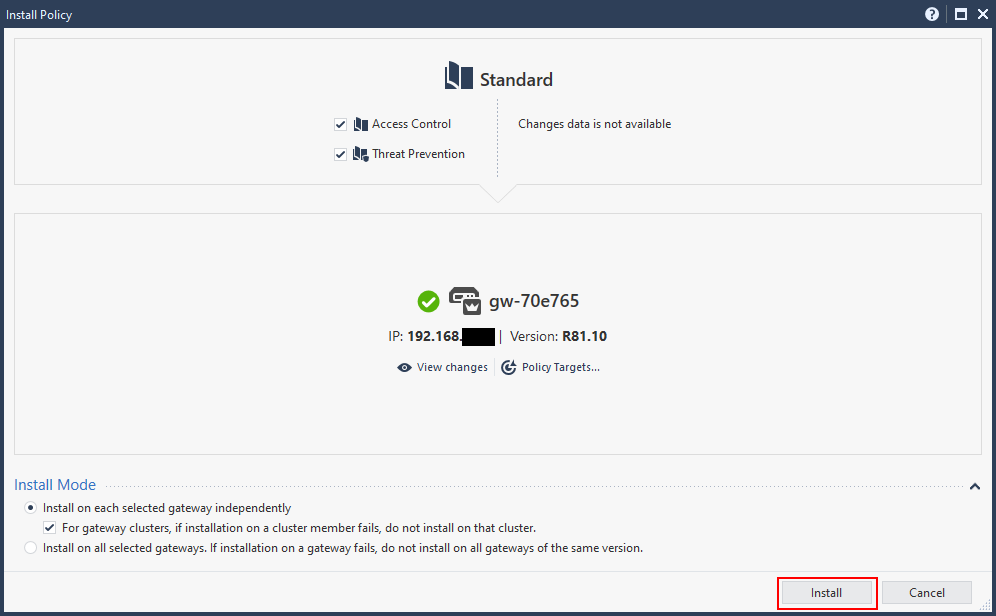 Install Policy
Standard
Access Control
Changes data is not available
Threat Prevention
gw-70e765
IP: 192.168. | Version: R81.10
View changes | Policy Targets...
Install Mode
Install on each selected gateway independently
For gateway clusters, if installation on a cluster member fails, do not install on that cluster.
Install on all selected gateways. If installation on a gateway fails, do not install on all gateways of the same version.
Install Cancel